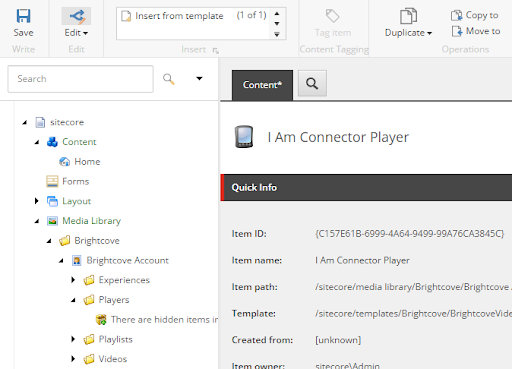 Save
Write
Edit
Edit
Insert from template (1 of 1)
Insert
Tag item
Content Tagging
Duplicate
Copy to
Move to
Operations
Search
sitecore
Content
Home
Forms
Layout
Media Library
Brightcove
Brightcove Account
Experiences
Players
There are hidden items in
Playlists
Videos
Content*
I Am Connector Player
Quick Info
Item ID: {C157E61B-6999-4A64-9499-99A76CA3845C}
Item name: I Am Connector Player
Item path: /sitecore/media library/Brightcove/Brightcove
Template: /sitecore/templates/Brightcove/BrightcoveVide
Created from: [unknown]
Item owner: sitecore\Admin